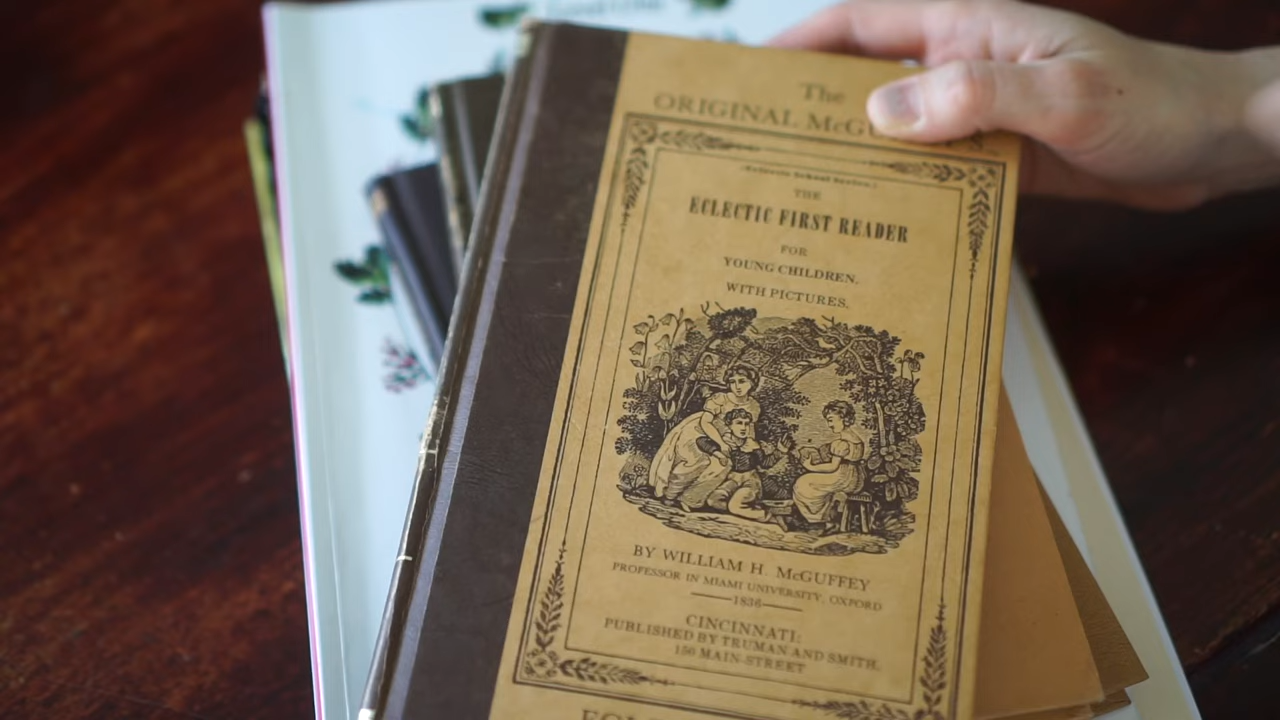 The
ORIGINAL
(Eclectic School Series.)
THE
ECLECTIC FIRST READER
FOR
YOUNG CHILDREN,
WITH PICTURES.
BY WILLIAM H. McGUFFEY
PROFESSOR IN MIAMI UNIVERSITY, OXFORD
1836
CINCINNATI:
PUBLISHED BY TRUMAN AND SMITH,
150 MAIN-STREET